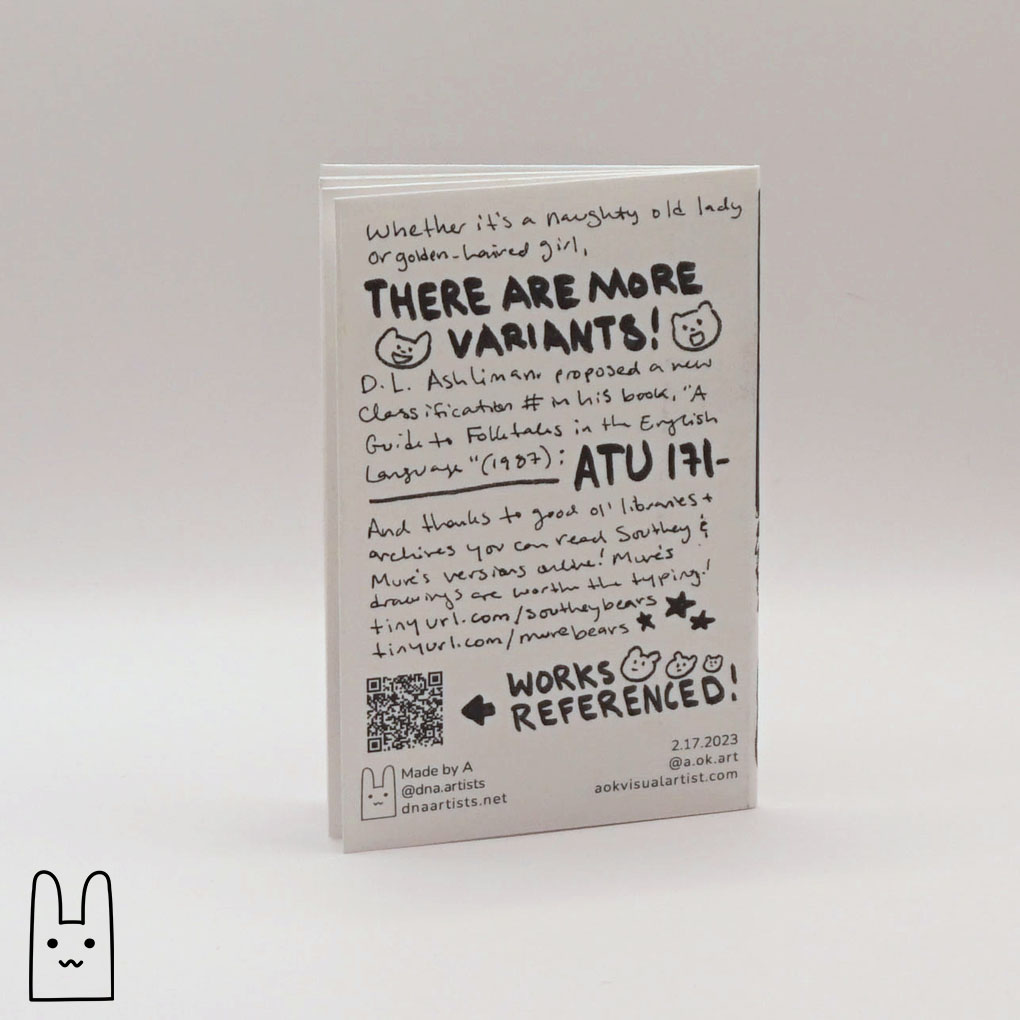 Whether it's a naughty old lady
or golden-haired girl,
THERE ARE MORE
VARIANTS!
D.L. Ashliman proposed a new
classification # in his book, "A
Guide to Folktales in the English
Language" (1987): ATU 171-
And thanks to good ol' libraries +
archives you can read Southey &
Mure's versions online! Mure's
drawings are worth the typing!
tinyurl.com/southeybears
tinyurl.com/murebears
WORKS
REFERENCED!
Made by A
@dna.artists
dnaartists.net
2.17.2023
@a.ok.art
aokvisualartist.com